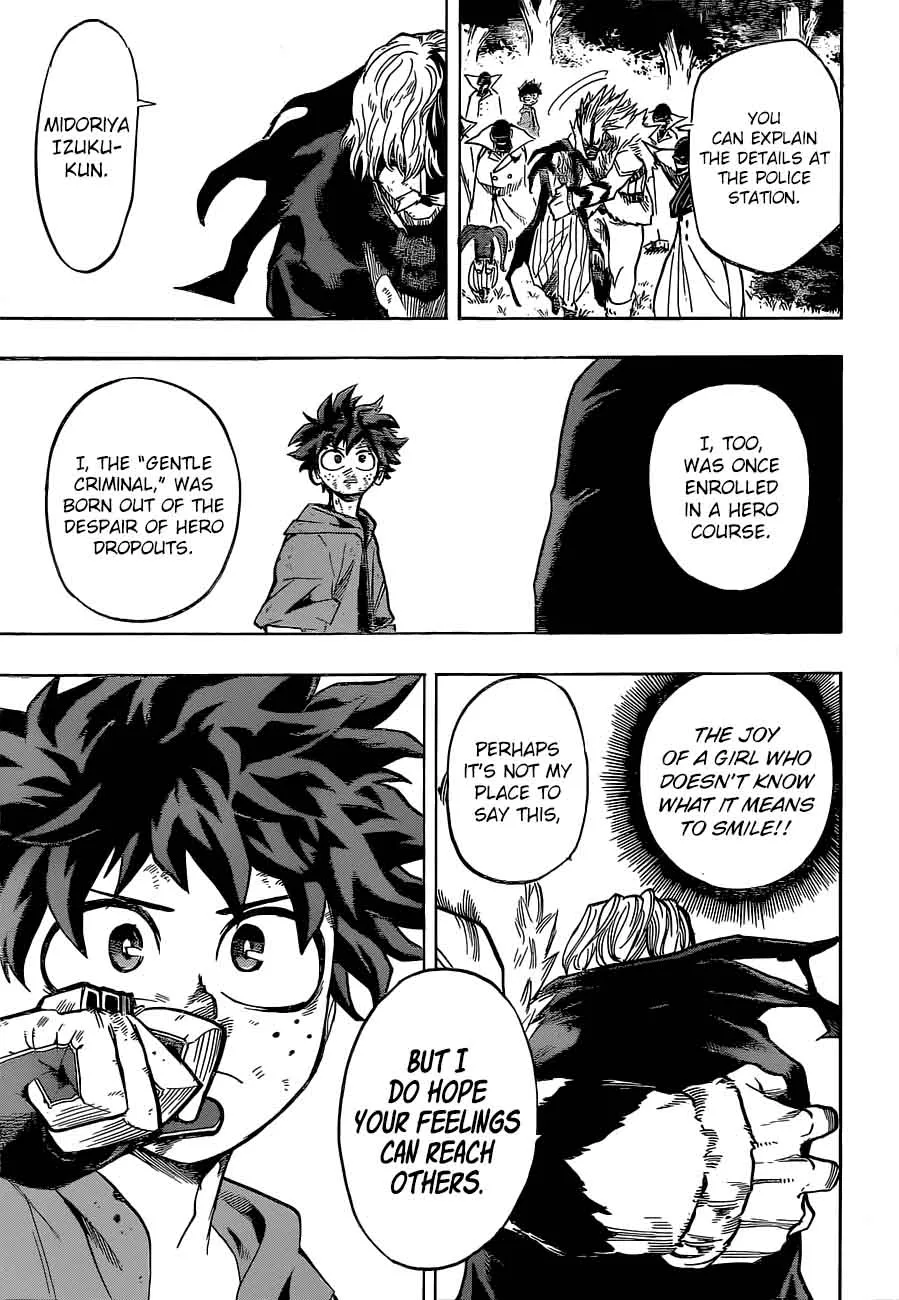 YOU
CAN EXPLAIN
THE DETAILS AT
THE POLICE
STATION.
MIDORIYA
IZUKU-
KUN.
I, TOO,
WAS ONCE
ENROLLED
IN A HERO
COURSE.
I, THE "GENTLE
CRIMINAL," WAS
BORN OUT OF THE
DESPAIR OF HERO
DROPOUTS.
THE JOY
OF A GIRL WHO
DOESN'T KNOW
WHAT IT MEANS
TO SMILE!!
PERHAPS
IT'S NOT MY
PLACE TO
SAY THIS,
BUT I
DO HOPE
YOUR FEELINGS
CAN REACH
OTHERS.